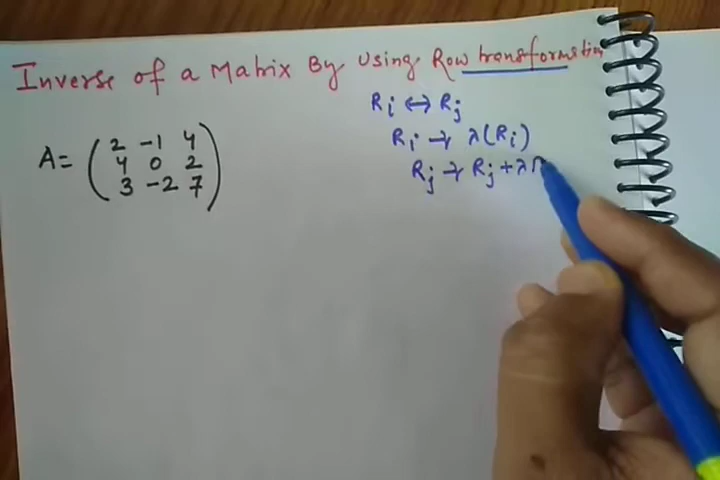 Inverse of a Matrix By Using Row transformation
Ri ↔ Rj
Ri → λ(Ri)
Rj → Rj + λ
A = ( 2 -1 4
4 0 2
3 -2 7 )